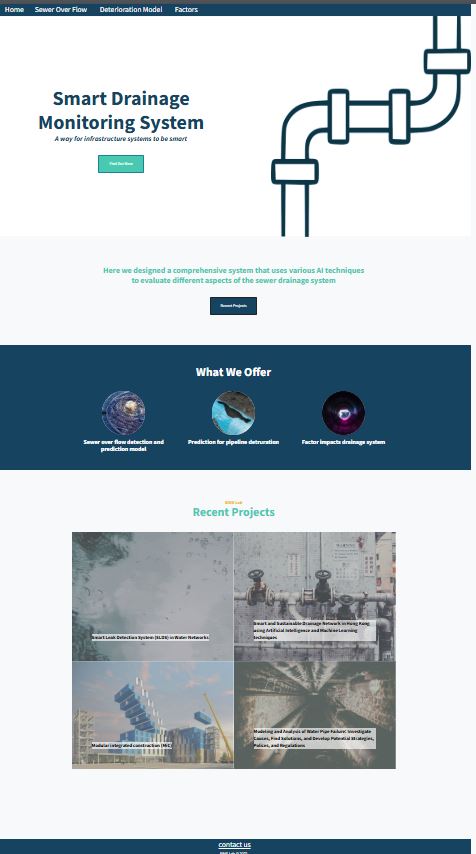 Home Sewer Over Flow Deterioration Model Factors
Smart Drainage
Monitoring System
A way for infrastructure systems to be smart
Find Out More
Here we designed a comprehensive system that uses various AI techniques
to evaluate different aspects of the sewer drainage system
Recent Projects
What We Offer
Sewer over flow detection and
prediction model
Prediction for pipeline detruration
Factor impacts drainage system
Recent Projects
Smart Leak Detection System (SLDS) in Water Networks
Smart and Sustainable Drainage Network in Hong Kong
using Artificial Intelligence and Machine Learning
techniques
Modular integrated construction (MiC)
Modeling and Analysis of Water Pipe Failure: Investigate
Causes, Find Solutions, and Develop Potential Strategies,
Polices, and Regulations
contact us